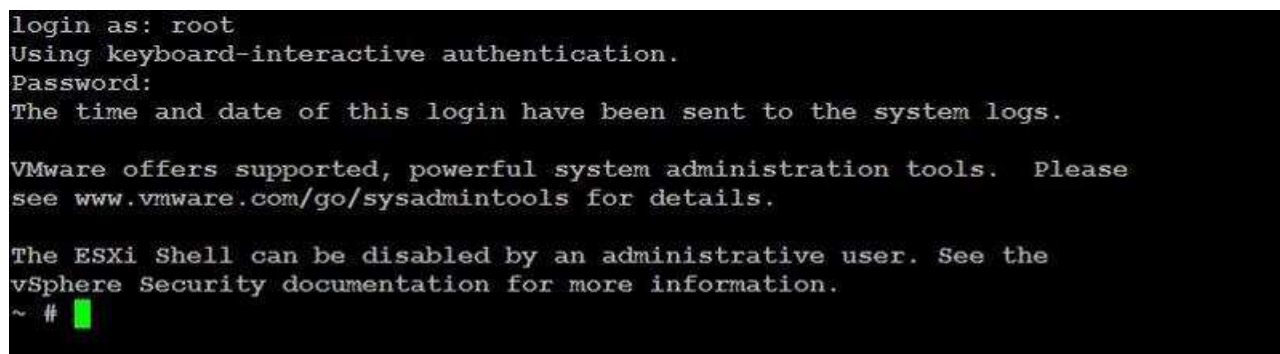 login as: root
Using keyboard-interactive authentication.
Password:
The time and date of this login have been sent to the system logs.
VMware offers supported, powerful system administration tools.  Please
see www.vmware.com/go/sysadmintools for details.
The ESXi Shell can be disabled by an administrative user. See the
vSphere Security documentation for more information.
~ #